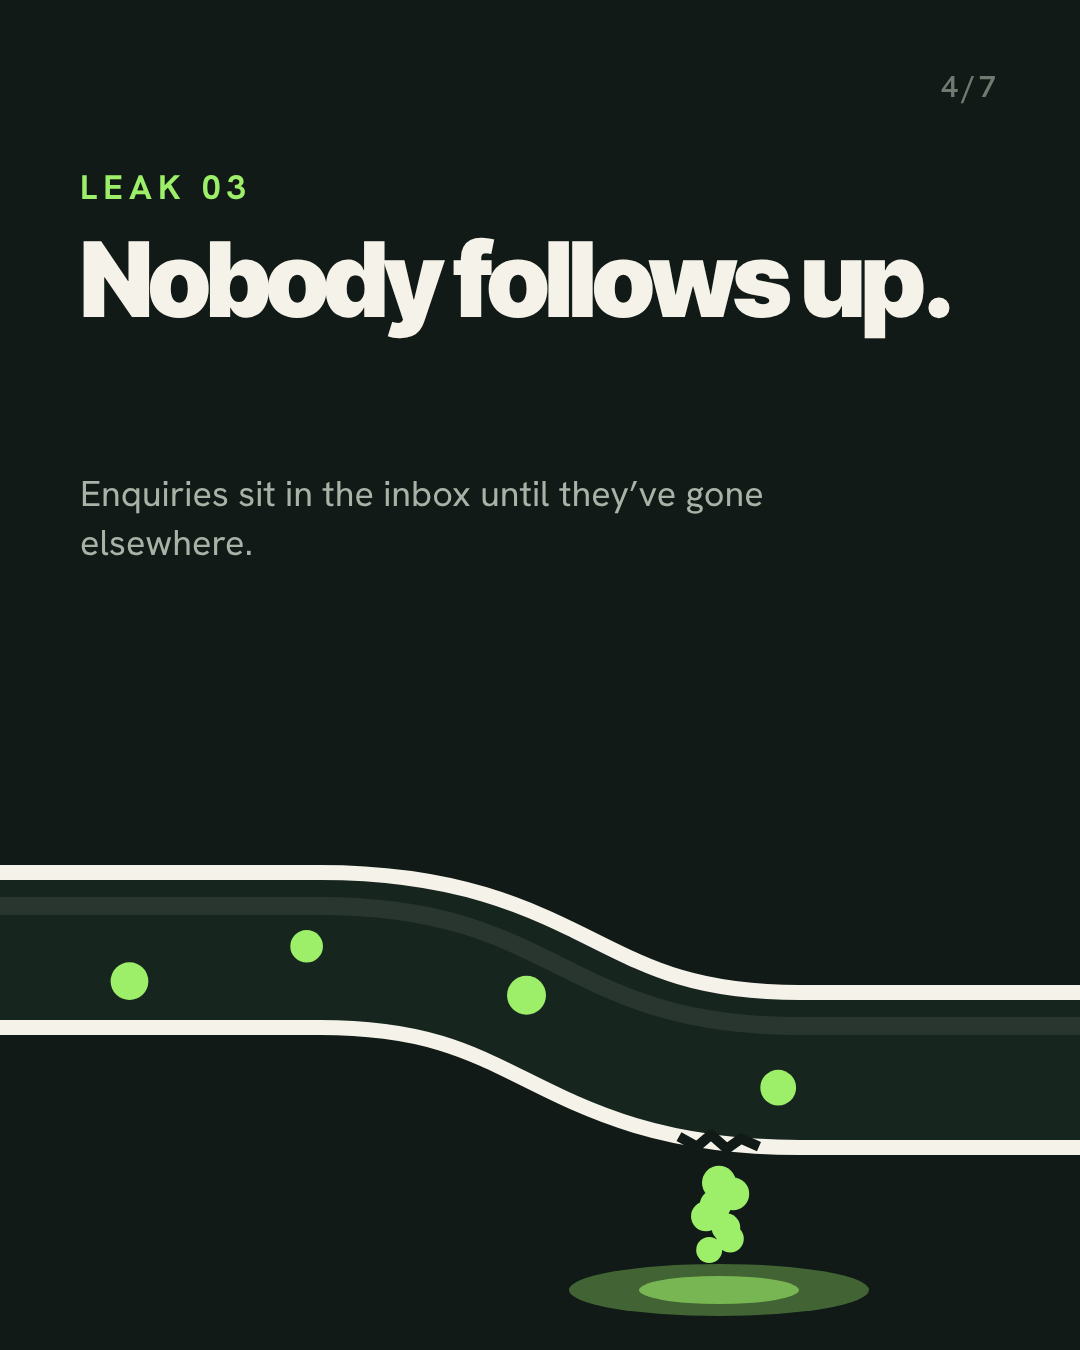 4/7
LEAK 03
Nobody follows up.
Enquiries sit in the inbox until they’ve gone
elsewhere.